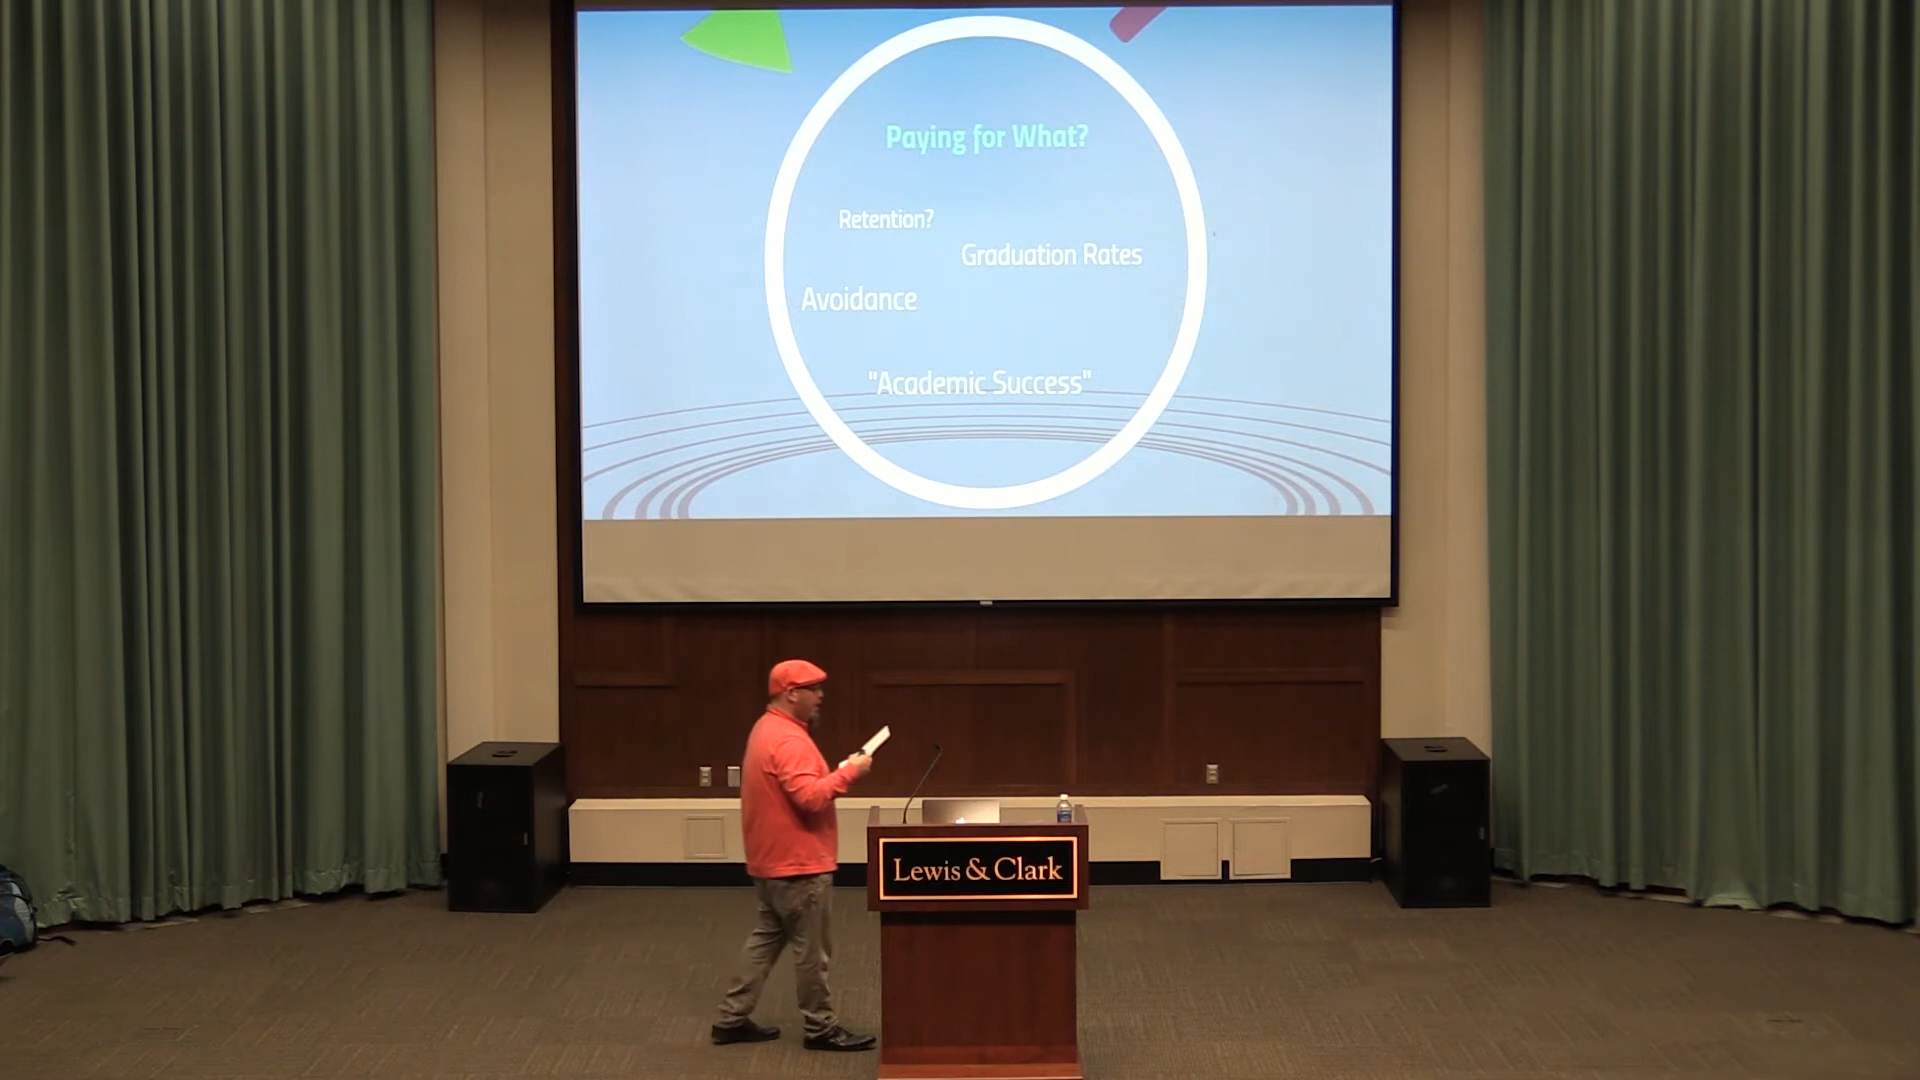 Paying for What?
Retention?
Graduation Rates
Avoidance
"Academic Success"
Lewis & Clark